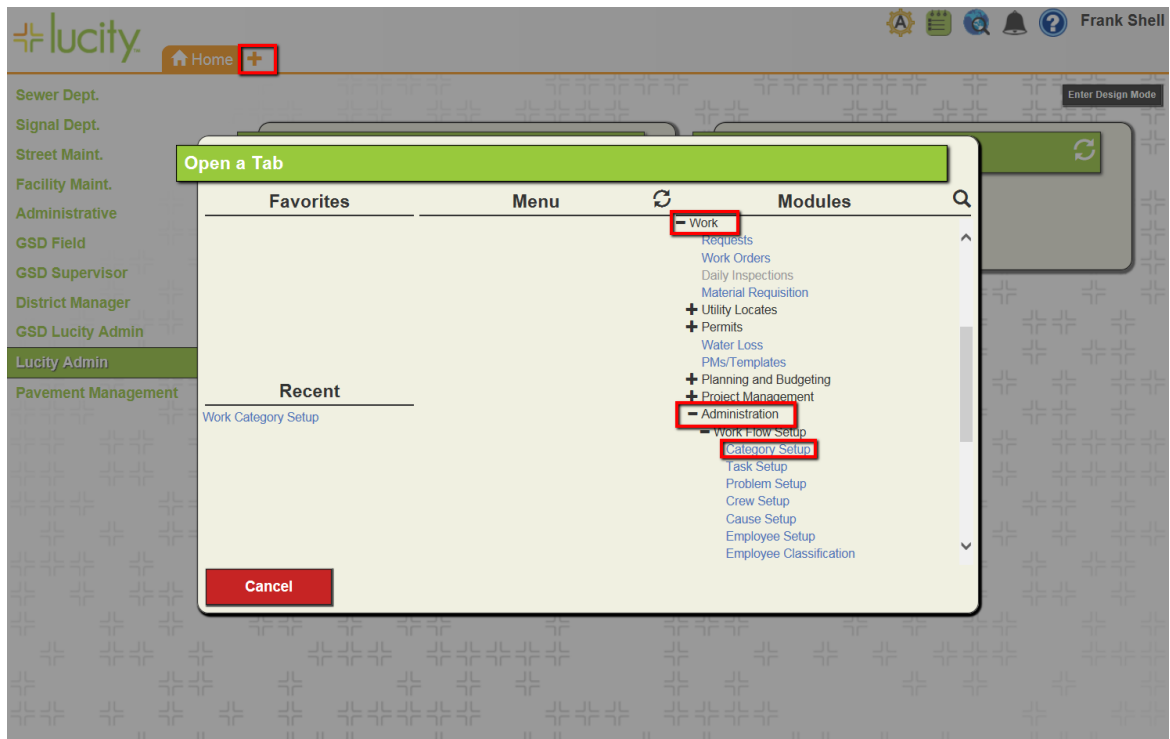 lucity
A
?
Frank Shell
Home
Sewer Dept.
Signal Dept.
Street Maint.
Facility Maint.
Administrative
GSD Field
GSD Supervisor
District Manager
GSD Lucity Admin
Lucity Admin
Pavement Management
Enter Design Mode
Open a Tab
Favorites
Recent
Work Category Setup
Menu
Modules
Work
Requests
Work Orders
Daily Inspections
Material Requisition
Utility Locates
Permits
Water Loss
PMs/Templates
Planning and Budgeting
Project Management
Administration
Work Flow Setup
Category Setup
Task Setup
Problem Setup
Crew Setup
Cause Setup
Employee Setup
Employee Classification
Cancel